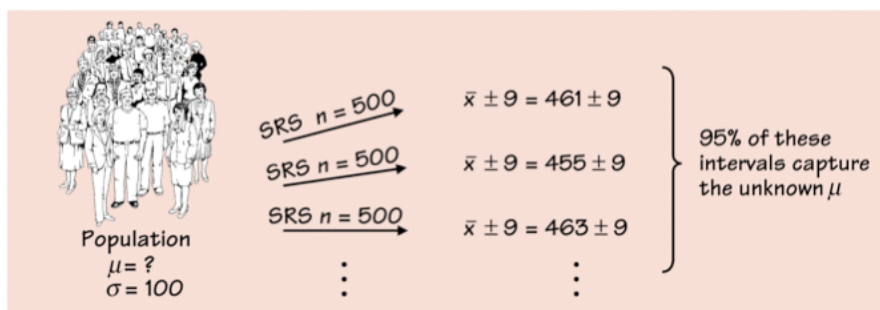 SRS n = 500
x̄ ± 9 = 461 ± 9
SRS n = 500
x̄ ± 9 = 455 ± 9
SRS n = 500
x̄ ± 9 = 463 ± 9
95% of these
intervals capture
the unknown μ
Population
μ = ?
σ = 100